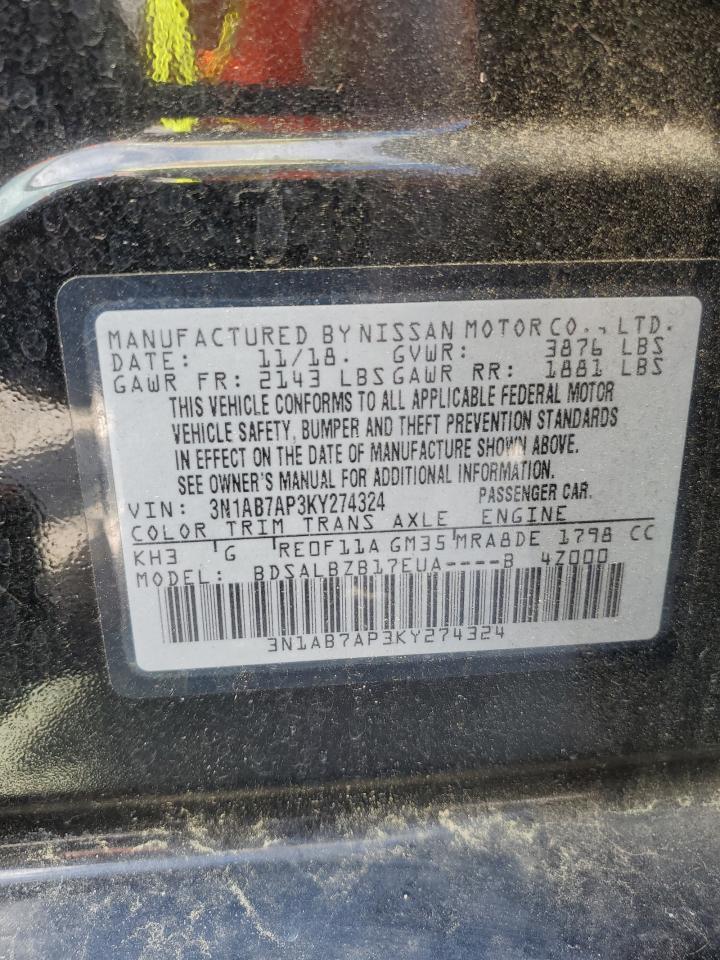 MANUFACTURED BY NISSAN MOTOR CO., LTD.
DATE: 11/18. GVWR: 3876 LBS
GAWR FR: 2143 LBS GAWR RR: 1881 LBS
THIS VEHICLE CONFORMS TO ALL APPLICABLE FEDERAL MOTOR
VEHICLE SAFETY, BUMPER AND THEFT PREVENTION STANDARDS
IN EFFECT ON THE DATE OF MANUFACTURE SHOWN ABOVE.
SEE OWNER'S MANUAL FOR ADDITIONAL INFORMATION.
VIN: 3N1AB7AP3KY274324 PASSENGER CAR.
COLOR TRIM TRANS AXLE ENGINE
KH3 G RE0F11A GM35 MRA8DE 1798 CC
MODEL: BDSALBZB17EUA----B 4Z000
3N1AB7AP3KY274324